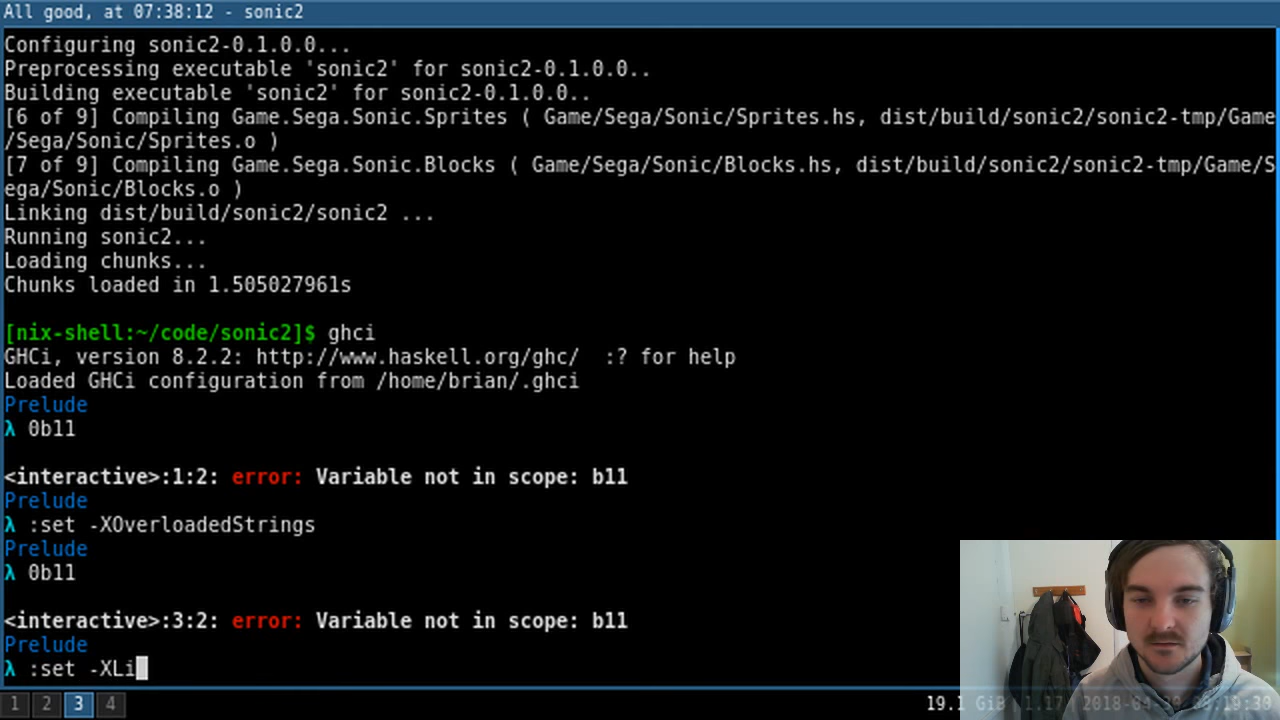 All good, at 07:38:12 - sonic2
Configuring sonic2-0.1.0.0...
Preprocessing executable 'sonic2' for sonic2-0.1.0.0..
Building executable 'sonic2' for sonic2-0.1.0.0..
[6 of 9] Compiling Game.Sega.Sonic.Sprites ( Game/Sega/Sonic/Sprites.hs, dist/build/sonic2/sonic2-tmp/Game
/Sega/Sonic/Sprites.o )
[7 of 9] Compiling Game.Sega.Sonic.Blocks ( Game/Sega/Sonic/Blocks.hs, dist/build/sonic2/sonic2-tmp/Game/S
ega/Sonic/Blocks.o )
Linking dist/build/sonic2/sonic2 ...
Running sonic2...
Loading chunks...
Chunks loaded in 1.505027961s
[nix-shell:~/code/sonic2]$ ghci
GHCi, version 8.2.2: http://www.haskell.org/ghc/  :? for help
Loaded GHCi configuration from /home/brian/.ghci
Prelude
λ 0b11
<interactive>:1:2: error: Variable not in scope: b11
Prelude
λ :set -XOverloadedStrings
Prelude
λ 0b11
<interactive>:3:2: error: Variable not in scope: b11
Prelude
λ :set -XLi
1 2 3 4 19.1 GiB 1.17